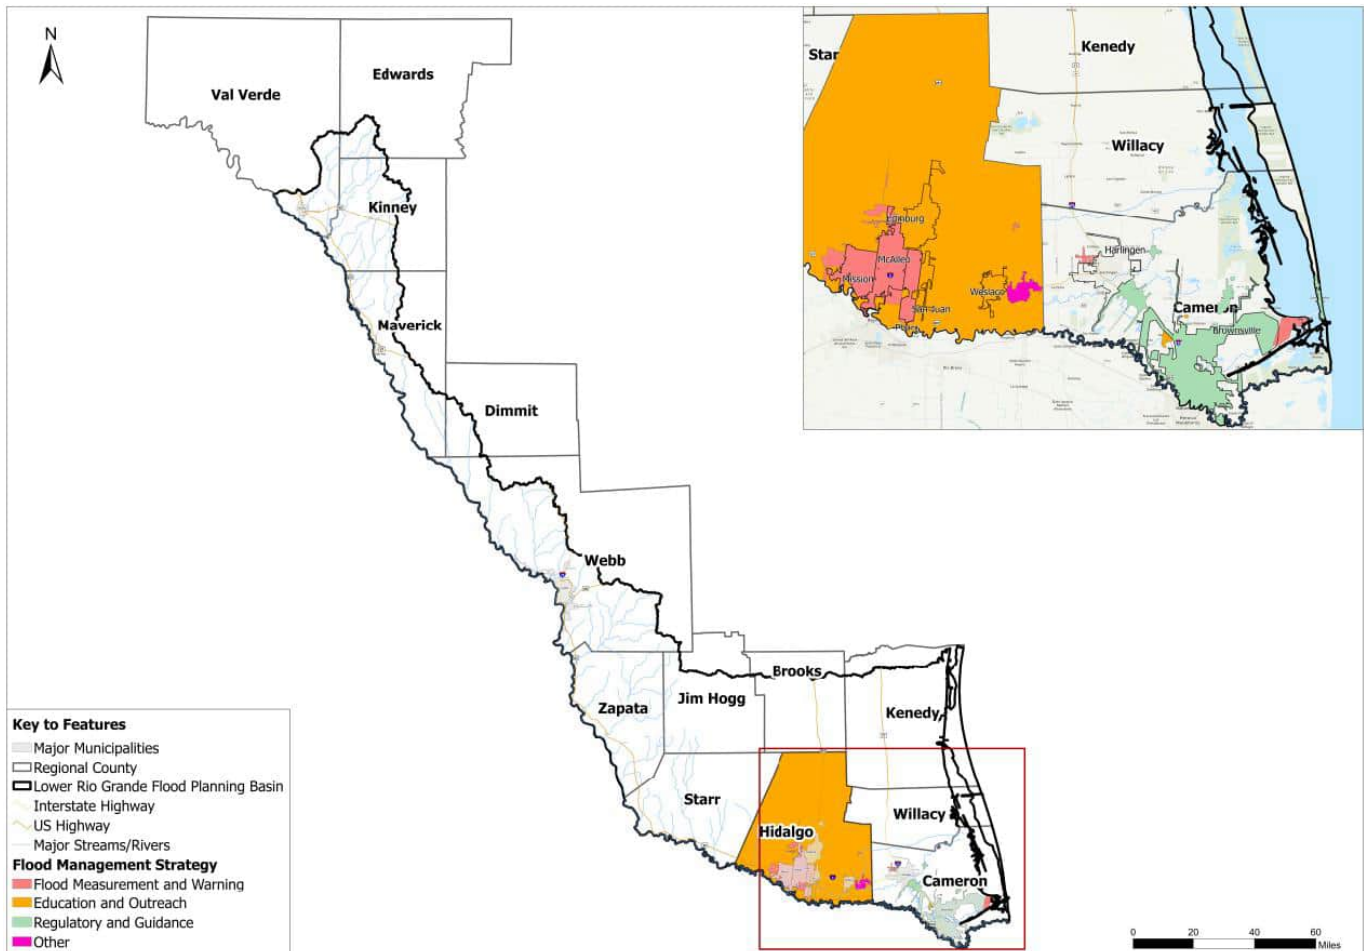 N
Val Verde
Edwards
Kinney
Maverick
Dimmit
Webb
Zapata
Jim Hogg
Brooks
Kenedy
Starr
Hidalgo
Willacy
Cameron
Star
Kenedy
Willacy
Edinburg
McAllen
Mission
San Juan
Pharr
Weslaco
Harlingen
Cameron
Brownsville
Key to Features
Major Municipalities
Regional County
Lower Rio Grande Flood Planning Basin
Interstate Highway
US Highway
Major Streams/Rivers
Flood Management Strategy
Flood Measurement and Warning
Education and Outreach
Regulatory and Guidance
Other
0 20 40 60
Miles